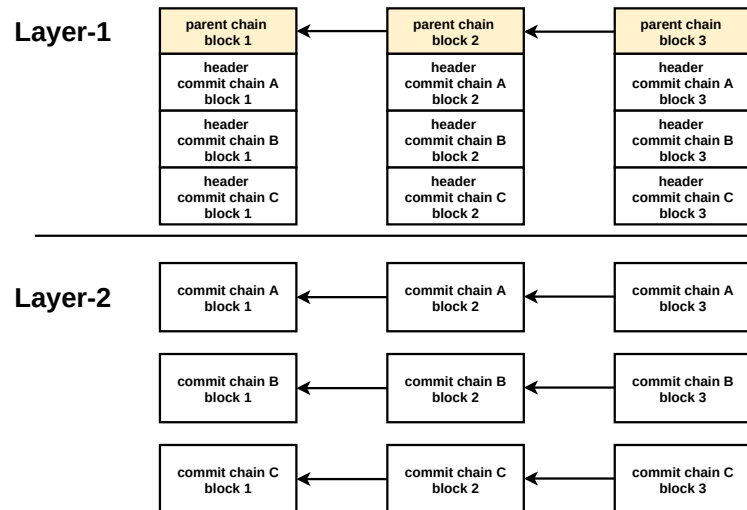 Layer-1
parent chain
block 1
parent chain
block 2
parent chain
block 3
header
commit chain A
block 1
header
commit chain A
block 2
header
commit chain A
block 3
header
commit chain B
block 1
header
commit chain B
block 2
header
commit chain B
block 3
header
commit chain C
block 1
header
commit chain C
block 2
header
commit chain C
block 3
Layer-2
commit chain A
block 1
commit chain A
block 2
commit chain A
block 3
commit chain B
block 1
commit chain B
block 2
commit chain B
block 3
commit chain C
block 1
commit chain C
block 2
commit chain C
block 3